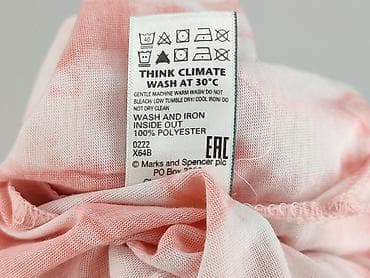 40
THINK CLIMATE
WASH AT 30°C
GENTLE MACHINE WARM WASH/DO NOT
BLEACH/LOW TUMBLE DRY/COOL IRON/DO
NOT DRY CLEAN
WASH AND IRON
INSIDE OUT
100% POLYESTER
0222
X64B
EAC
© Marks and Spencer plc
PO Box